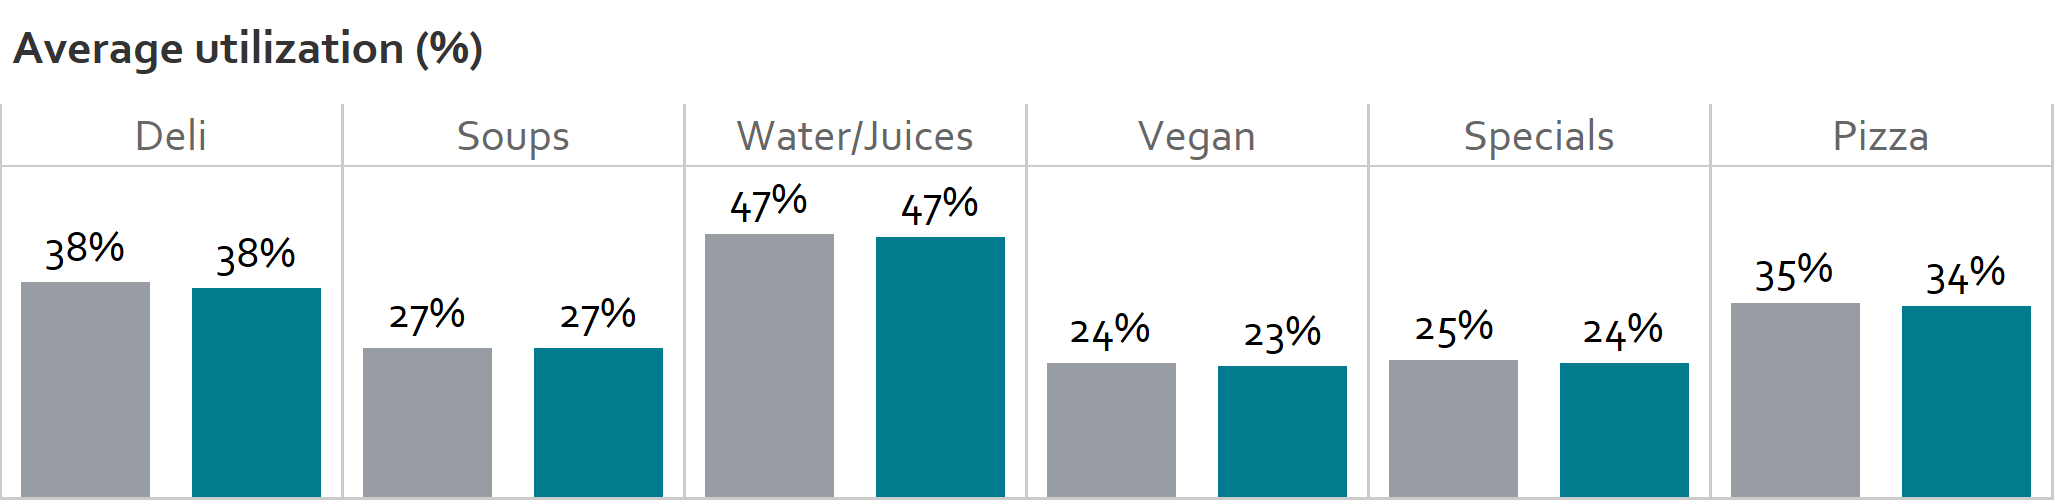 Average utilization (%)
Deli Soups Water/Juices Vegan Specials Pizza
38% 38% 27% 27% 47% 47% 24% 23% 25% 24% 35% 34%